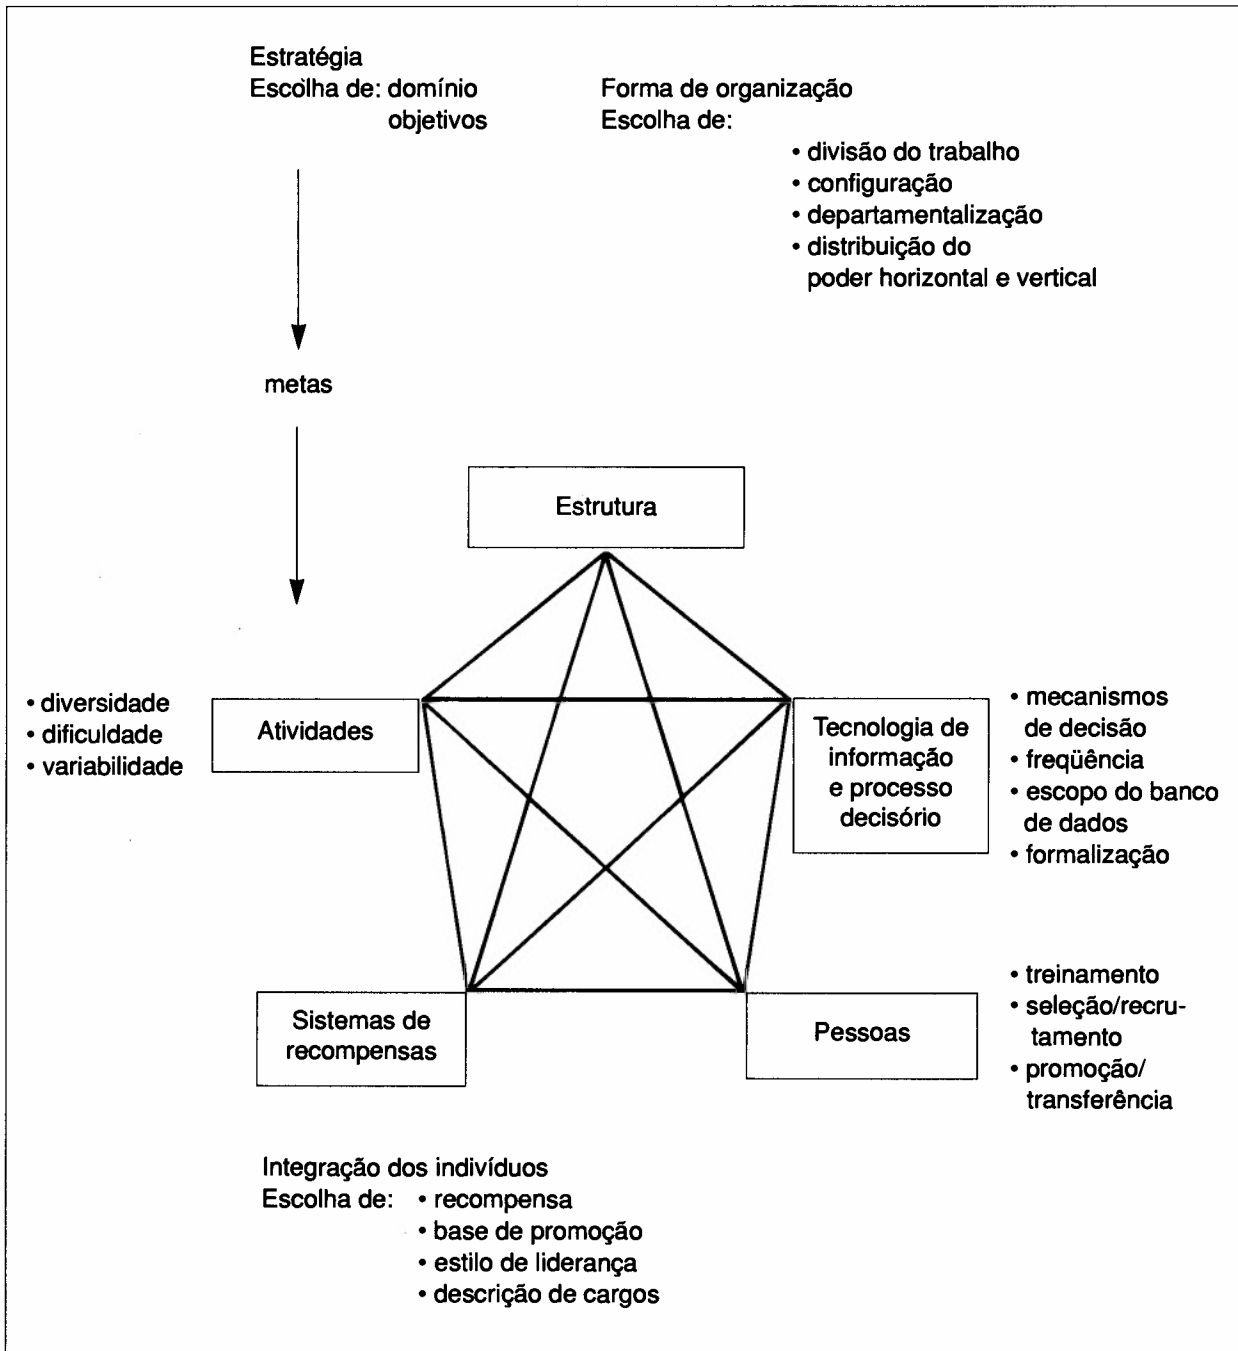 Estratégia
Escolha de: domínio
objetivos
Forma de organização
Escolha de:
• divisão do trabalho
• configuração
• departamentalização
• distribuição do
poder horizontal e vertical
metas
Estrutura
• diversidade
• dificuldade
• variabilidade
Atividades
Tecnologia de
informação
e processo
decisório
• mecanismos
de decisão
• freqüência
• escopo do banco
de dados
• formalização
Sistemas de
recompensas
Pessoas
• treinamento
• seleção/recru-
tamento
• promoção/
transferência
Integração dos indivíduos
Escolha de: • recompensa
• base de promoção
• estilo de liderança
• descrição de cargos